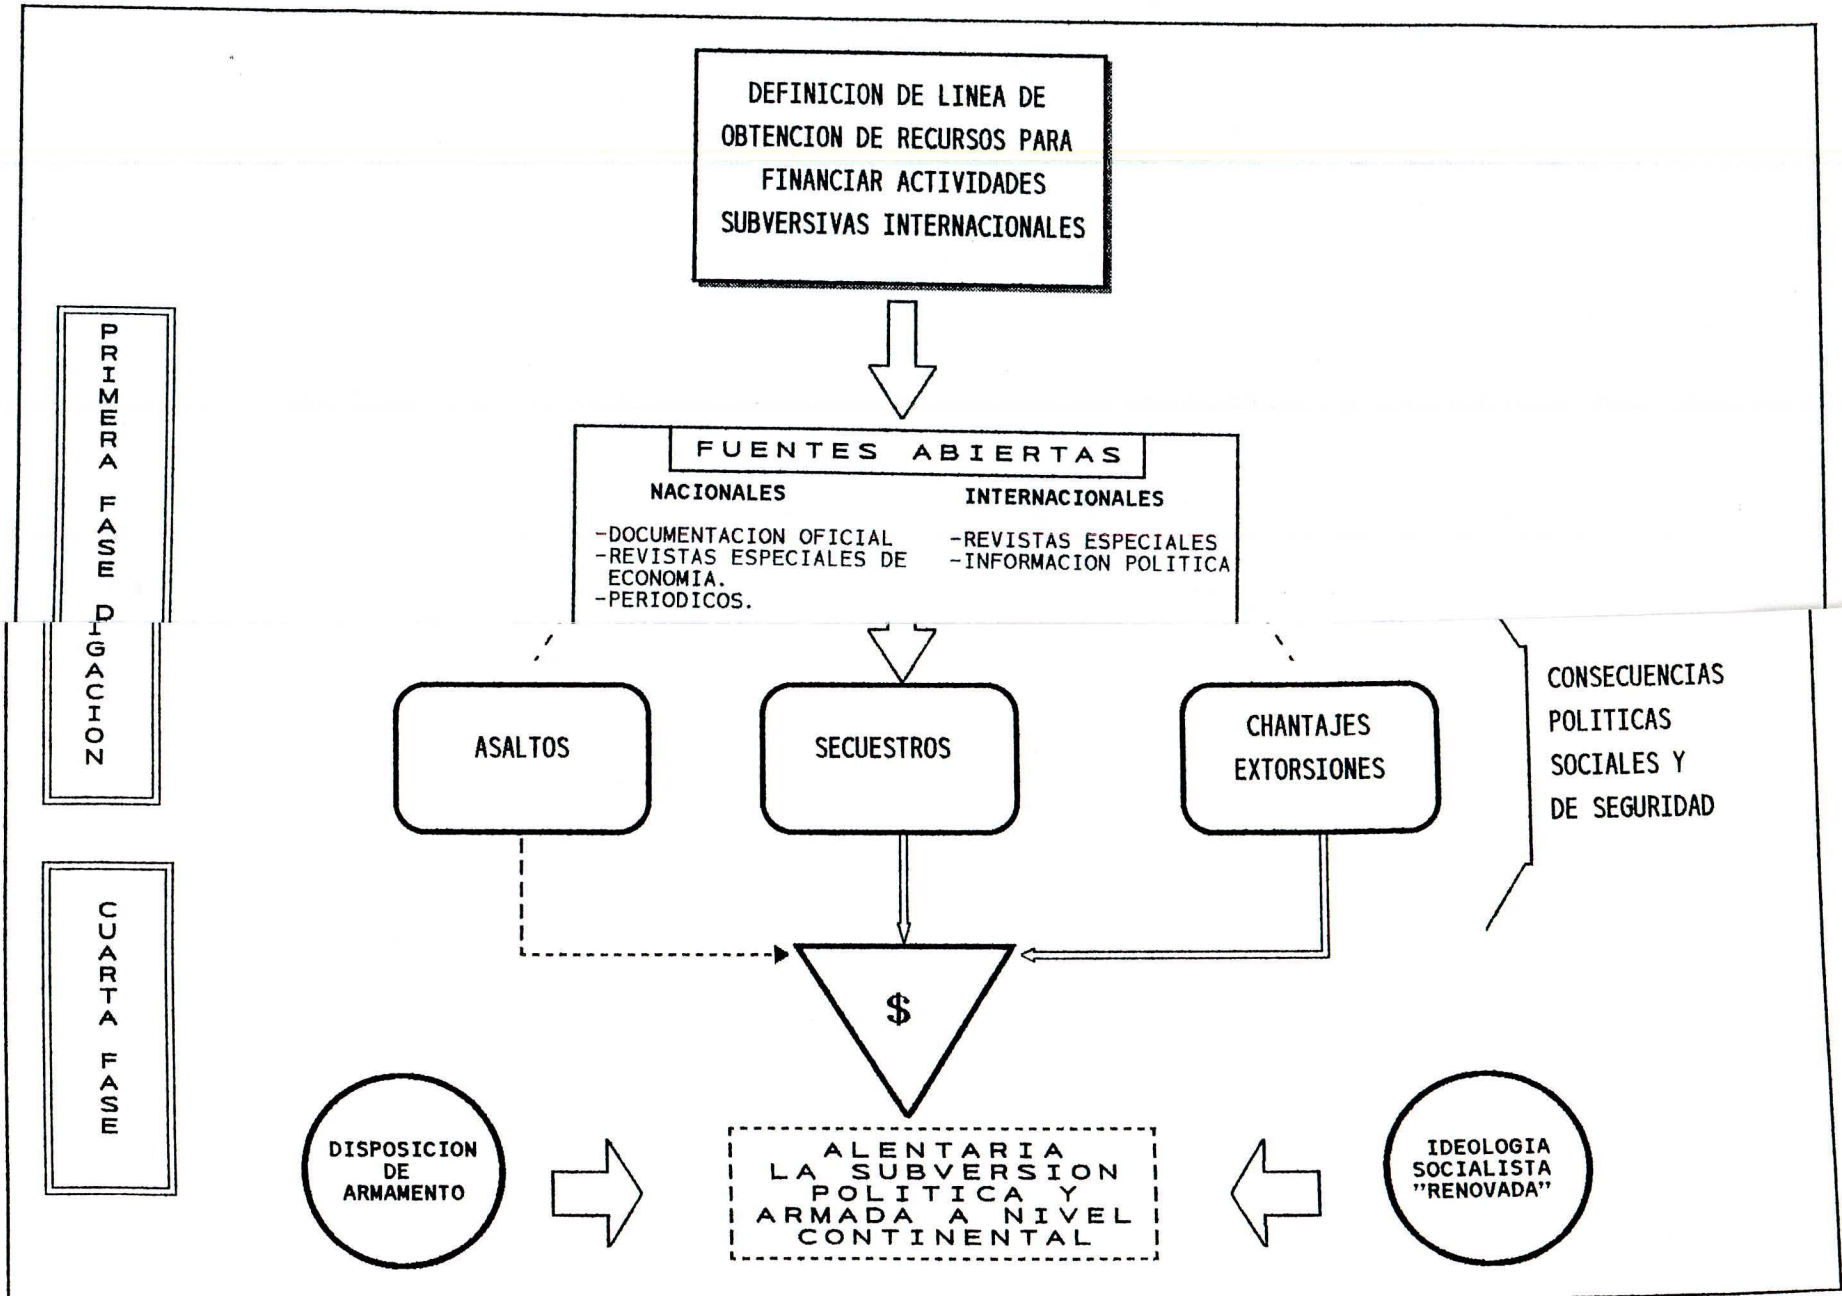 DEFINICION DE LINEA DE
OBTENCION DE RECURSOS PARA
FINANCIAR ACTIVIDADES
SUBVERSIVAS INTERNACIONALES
PRIMERA FASE
FUENTES ABIERTAS
NACIONALES
-DOCUMENTACION OFICIAL
-REVISTAS ESPECIALES DE
ECONOMIA.
-PERIODICOS.
INTERNACIONALES
-REVISTAS ESPECIALES
-INFORMACION POLITICA
D
IGACION
ASALTOS
SECUESTROS
CHANTAJES
EXTORSIONES
CONSECUENCIAS
POLITICAS
SOCIALES Y
DE SEGURIDAD
CUARTA FASE
$
DISPOSICION
DE
ARMAMENTO
ALENTARIA
LA SUBVERSION
POLITICA Y
ARMADA A NIVEL
CONTINENTAL
IDEOLOGIA
SOCIALISTA
"RENOVADA"